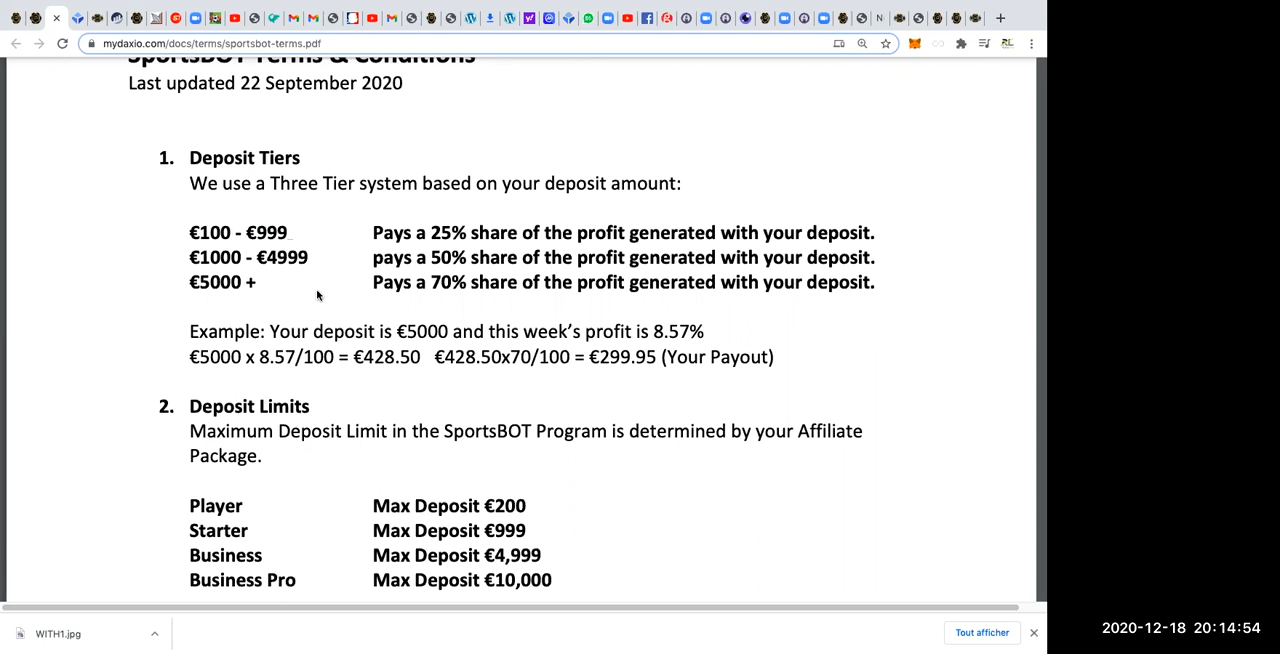 mydaxio.com/docs/terms/sportsbot-terms.pdf
SportsBOT Terms & Conditions
Last updated 22 September 2020
1. Deposit Tiers
We use a Three Tier system based on your deposit amount:
€100 - €999 Pays a 25% share of the profit generated with your deposit.
€1000 - €4999 pays a 50% share of the profit generated with your deposit.
€5000 + Pays a 70% share of the profit generated with your deposit.
Example: Your deposit is €5000 and this week's profit is 8.57%
€5000 x 8.57/100 = €428.50 €428.50x70/100 = €299.95 (Your Payout)
2. Deposit Limits
Maximum Deposit Limit in the SportsBOT Program is determined by your Affiliate
Package.
Player Max Deposit €200
Starter Max Deposit €999
Business Max Deposit €4,999
Business Pro Max Deposit €10,000
WITH1.jpg
Tout afficher
2020-12-18 20:14:54